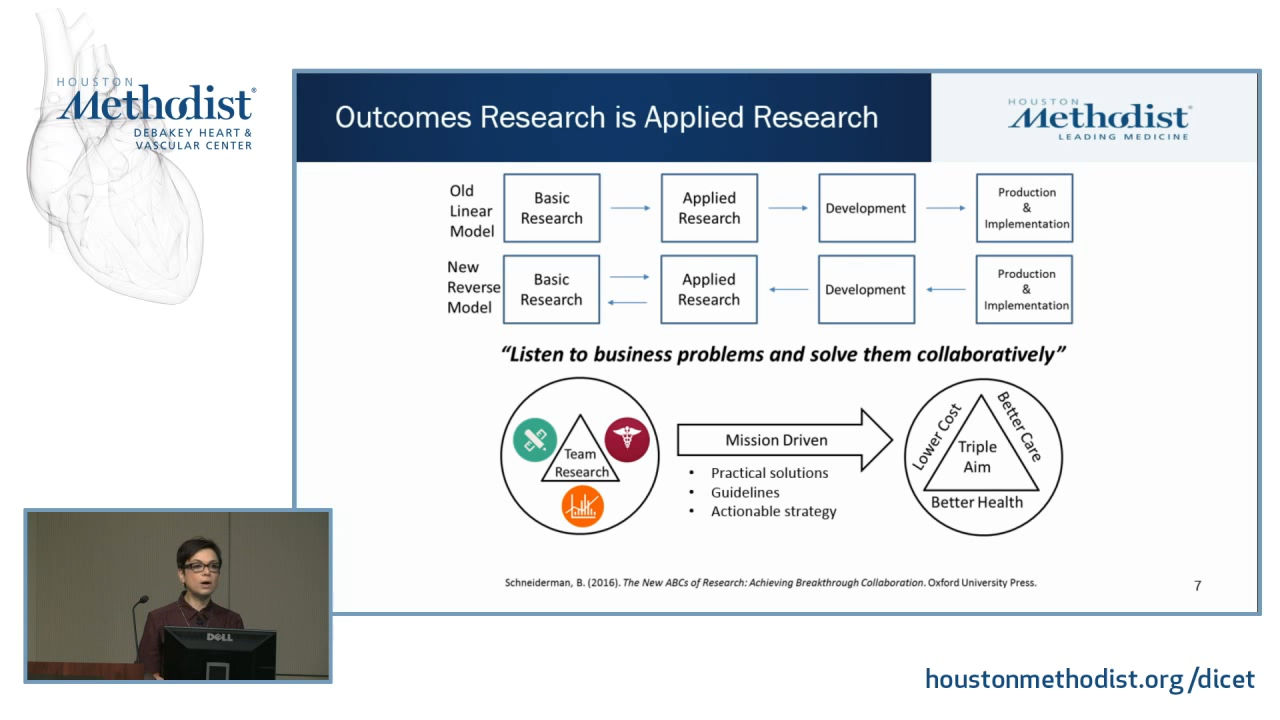 HOUSTON
Methodist®
DEBAKEY HEART &
VASCULAR CENTER
Outcomes Research is Applied Research
HOUSTON
Methodist®
LEADING MEDICINE
Old
Linear
Model
Basic
Research
Applied
Research
Development
Production
&
Implementation
New
Reverse
Model
Basic
Research
Applied
Research
Development
Production
&
Implementation
“Listen to business problems and solve them collaboratively”
Team
Research
Mission Driven
• Practical solutions
• Guidelines
• Actionable strategy
Lower Cost
Better Care
Triple
Aim
Better Health
Schneiderman, B. (2016). The New ABCs of Research: Achieving Breakthrough Collaboration. Oxford University Press.
7
DELL
houstonmethodist.org/dicet